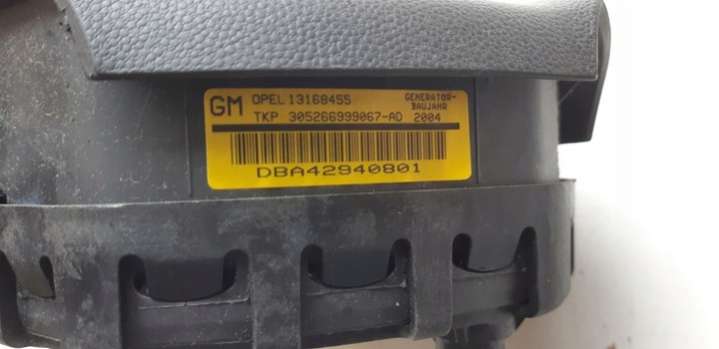 GM OPEL 13168455 GENERATOR-
BAUJAHR
TKP 305266999067-AD 2004
DBA42940801